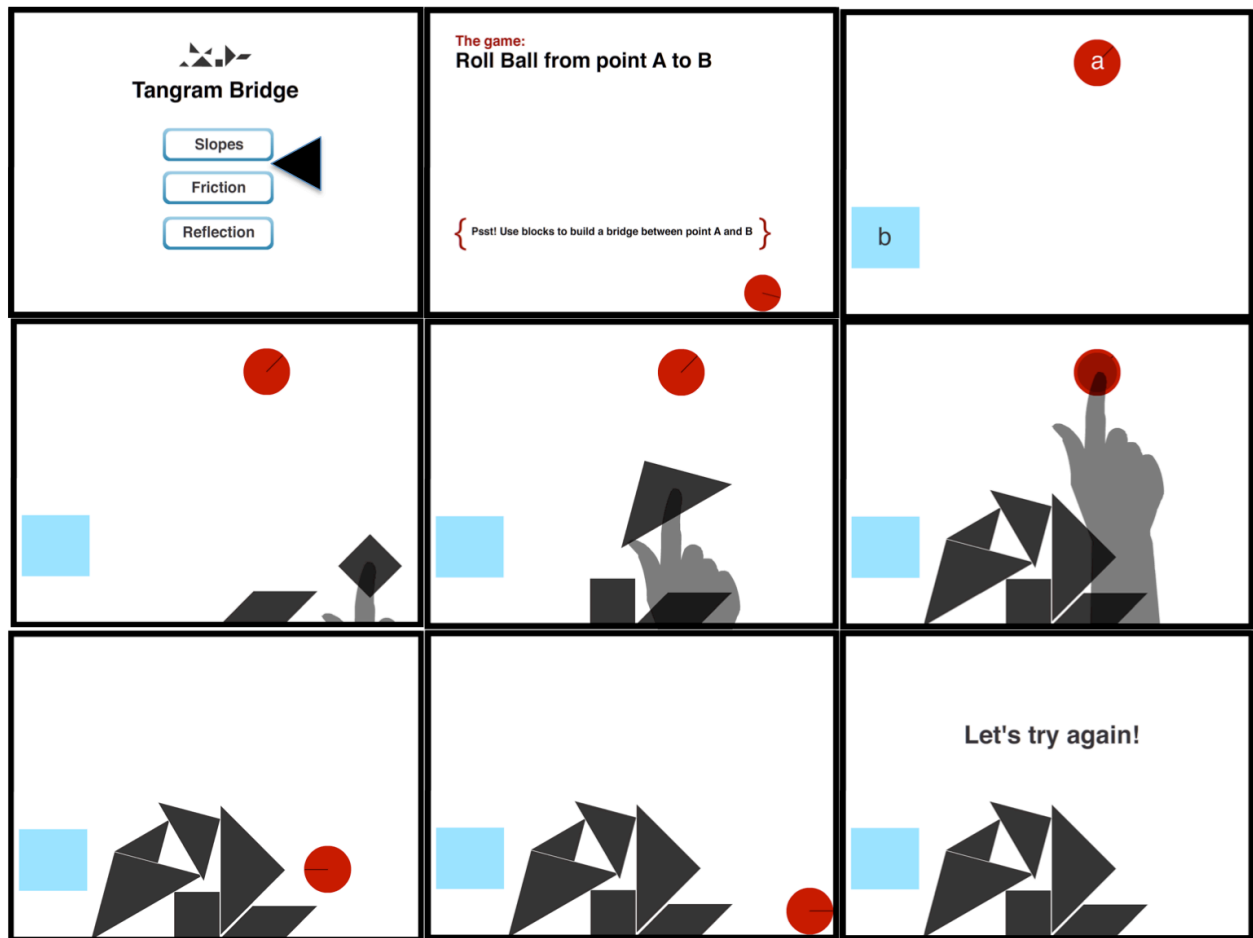 Tangram Bridge
Slopes
Friction
Reflection
The game:
Roll Ball from point A to B
{ Psst! Use blocks to build a bridge between point A and B }
a
b
Let's try again!